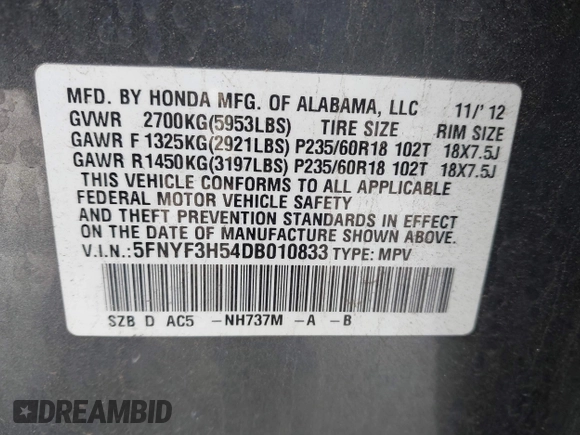 MFD. BY HONDA MFG. OF ALABAMA, LLC 11/'12
GVWR 2700KG(5953LBS) TIRE SIZE RIM SIZE
GAWR F 1325KG(2921LBS) P235/60R18 102T 18X7.5J
GAWR R1450KG(3197LBS) P235/60R18 102T 18X7.5J
THIS VEHICLE CONFORMS TO ALL APPLICABLE
FEDERAL MOTOR VEHICLE SAFETY
AND THEFT PREVENTION STANDARDS IN EFFECT
ON THE DATE OF MANUFACTURE SHOWN ABOVE.
V.I.N.:5FNYF3H54DB010833 TYPE: MPV
SZB D AC5 -NH737M -A -B
DREAMBID